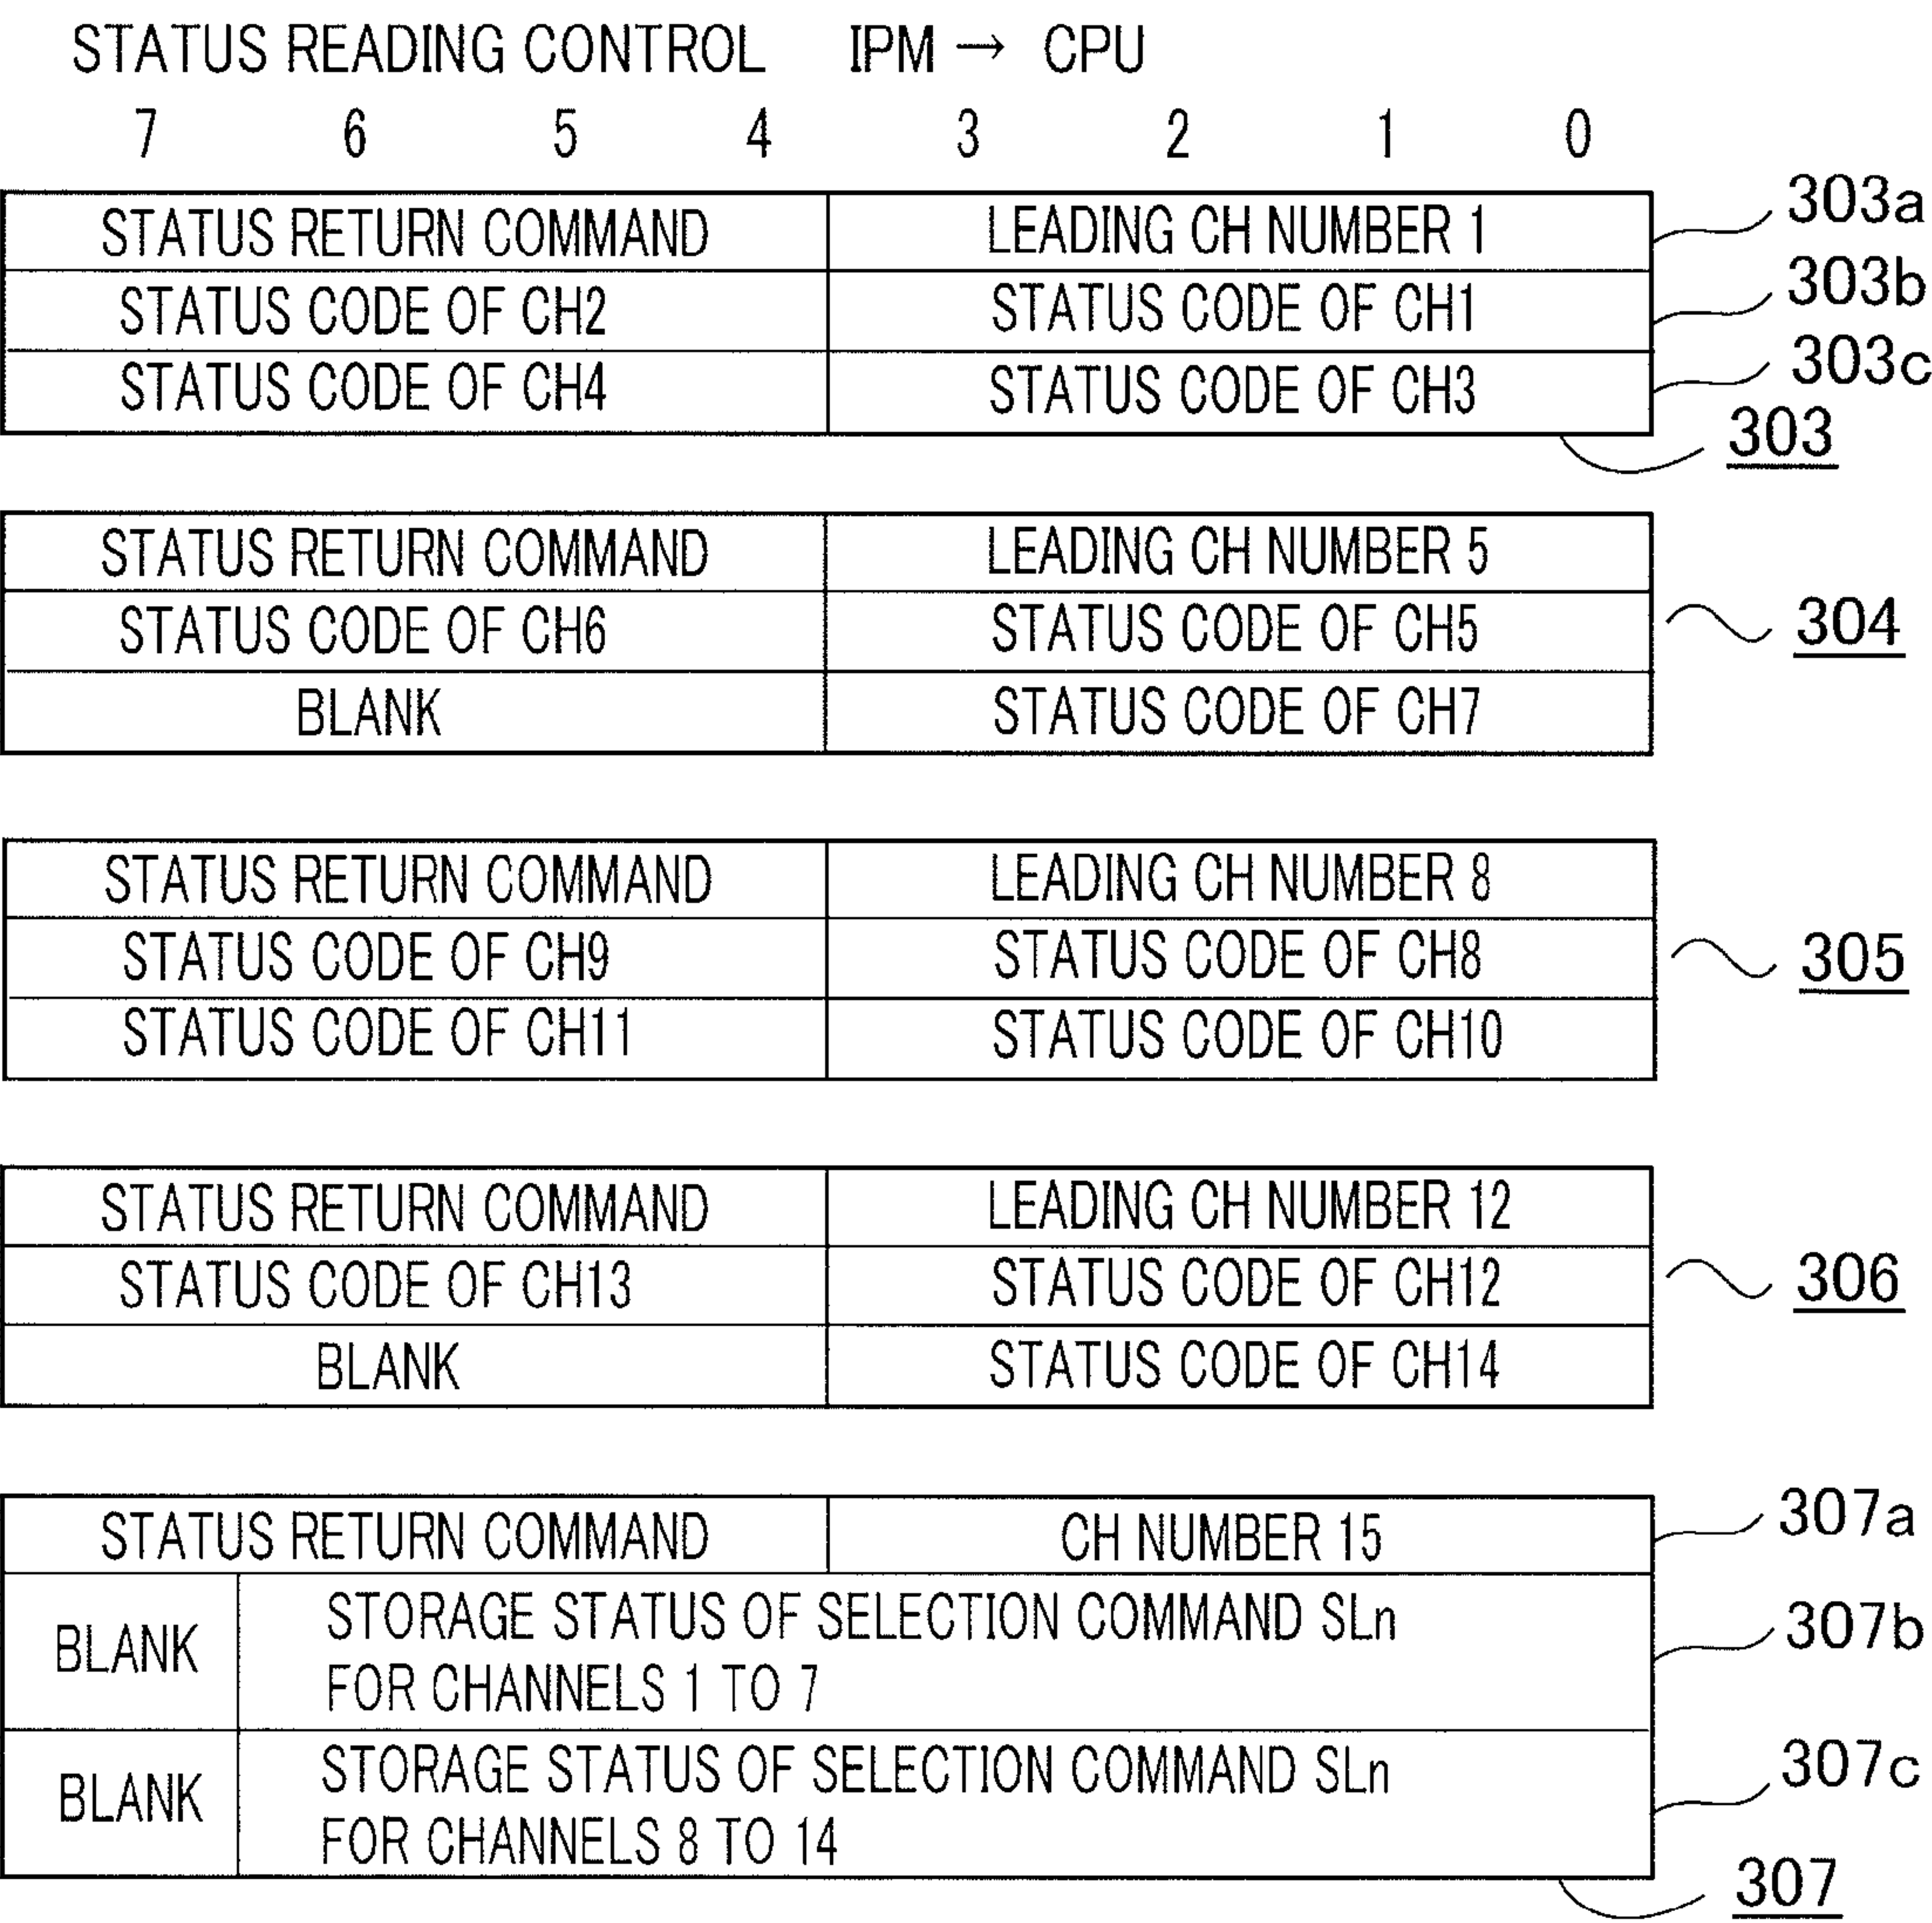 STATUS READING CONTROL IPM → CPU
7 6 5 4 3 2 1 0
STATUS RETURN COMMAND LEADING CH NUMBER 1 303a
STATUS CODE OF CH2 STATUS CODE OF CH1 303b
STATUS CODE OF CH4 STATUS CODE OF CH3 303c
303
STATUS RETURN COMMAND LEADING CH NUMBER 5
STATUS CODE OF CH6 STATUS CODE OF CH5 304
BLANK STATUS CODE OF CH7
STATUS RETURN COMMAND LEADING CH NUMBER 8
STATUS CODE OF CH9 STATUS CODE OF CH8 305
STATUS CODE OF CH11 STATUS CODE OF CH10
STATUS RETURN COMMAND LEADING CH NUMBER 12
STATUS CODE OF CH13 STATUS CODE OF CH12 306
BLANK STATUS CODE OF CH14
STATUS RETURN COMMAND CH NUMBER 15 307a
BLANK STORAGE STATUS OF SELECTION COMMAND SLn 307b
FOR CHANNELS 1 TO 7
BLANK STORAGE STATUS OF SELECTION COMMAND SLn 307c
FOR CHANNELS 8 TO 14
307